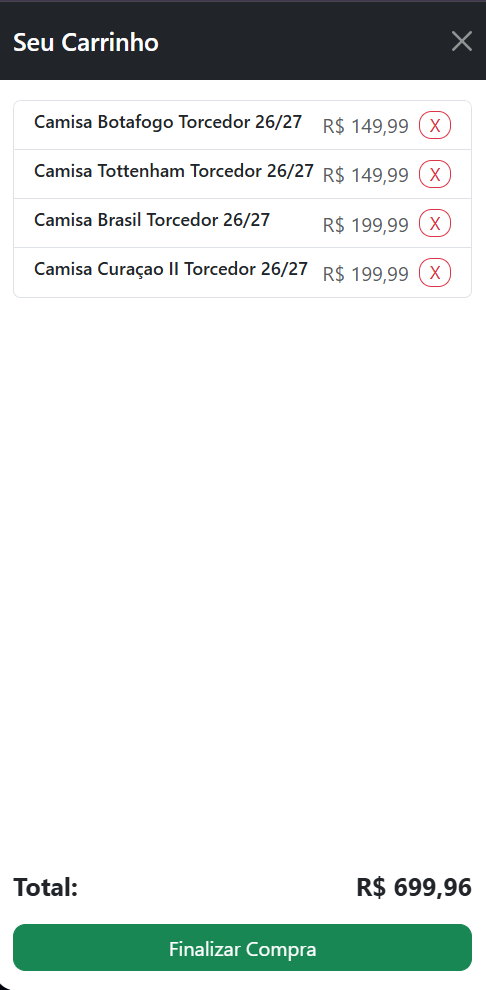 Seu Carrinho
Camisa Botafogo Torcedor 26/27 R$ 149,99 X
Camisa Tottenham Torcedor 26/27 R$ 149,99 X
Camisa Brasil Torcedor 26/27 R$ 199,99 X
Camisa Curaçao II Torcedor 26/27 R$ 199,99 X
Total: R$ 699,96
Finalizar Compra